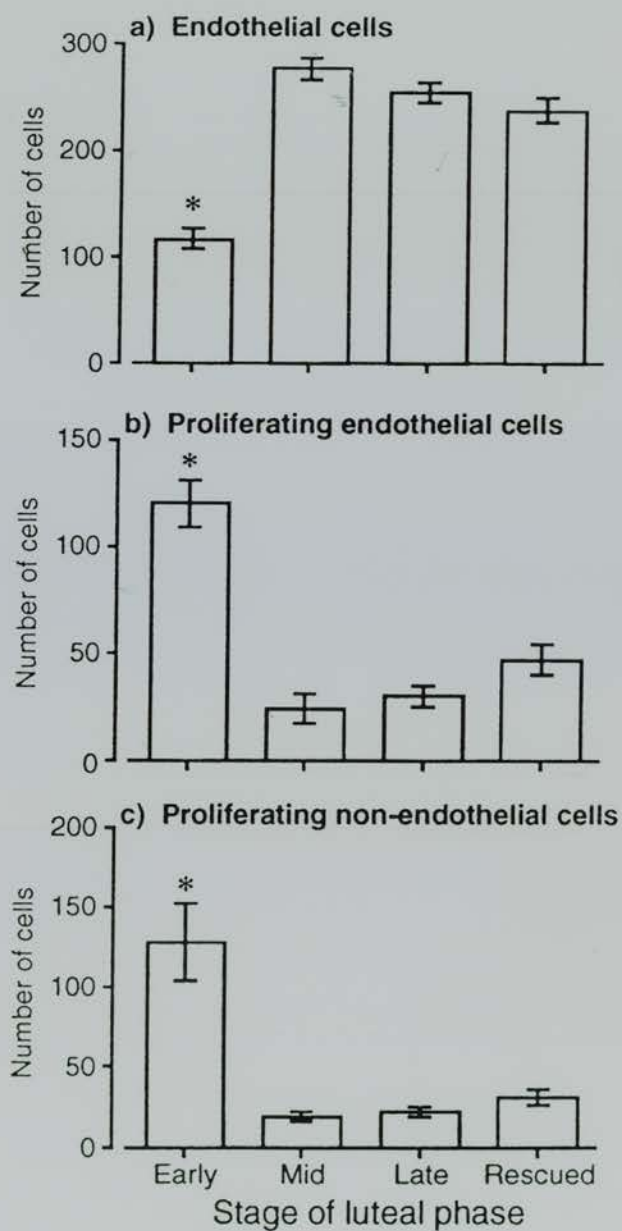 a) Endothelial cells
300
200
100
0
Number of cells
*
b) Proliferating endothelial cells
150
100
50
0
Number of cells
*
c) Proliferating non-endothelial cells
200
150
100
50
0
Number of cells
*
Early Mid Late Rescued
Stage of luteal phase